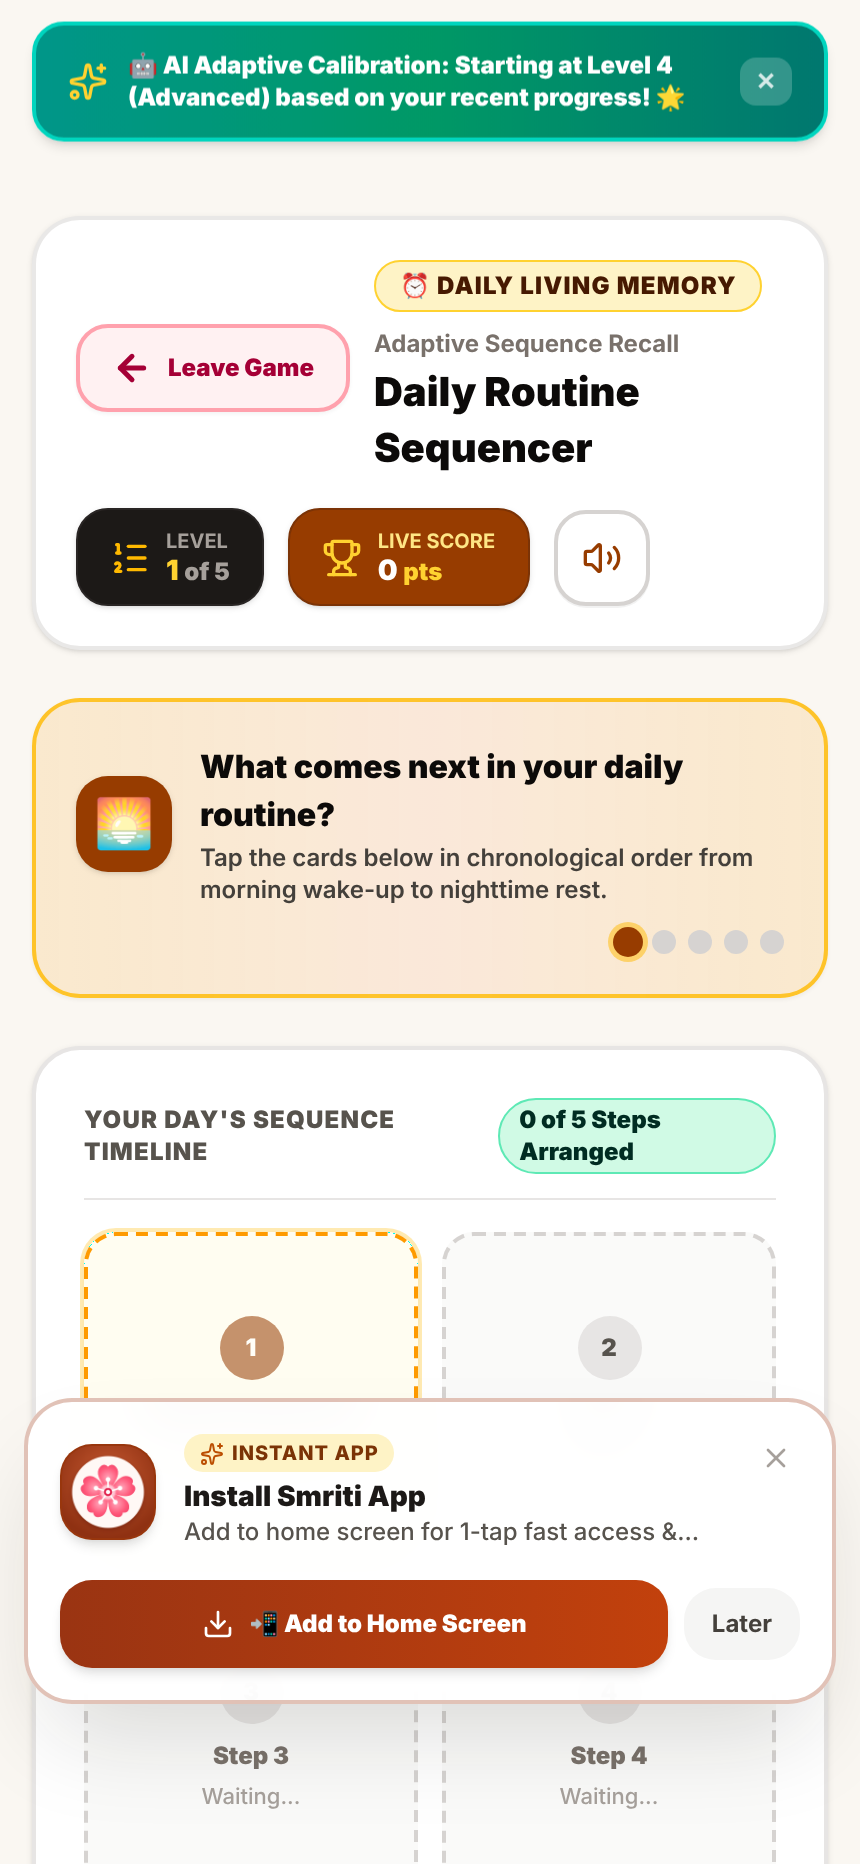 🤖 AI Adaptive Calibration: Starting at Level 4
(Advanced) based on your recent progress! 🌟
⏰ DAILY LIVING MEMORY
Adaptive Sequence Recall
Leave Game
Daily Routine
Sequencer
LEVEL
1 of 5
LIVE SCORE
0 pts
What comes next in your daily
routine?
Tap the cards below in chronological order from
morning wake-up to nighttime rest.
YOUR DAY'S SEQUENCE
TIMELINE
0 of 5 Steps
Arranged
1
2
INSTANT APP
Install Smriti App
Add to home screen for 1-tap fast access &...
📲 Add to Home Screen
Later
Step 3
Waiting...
Step 4
Waiting...